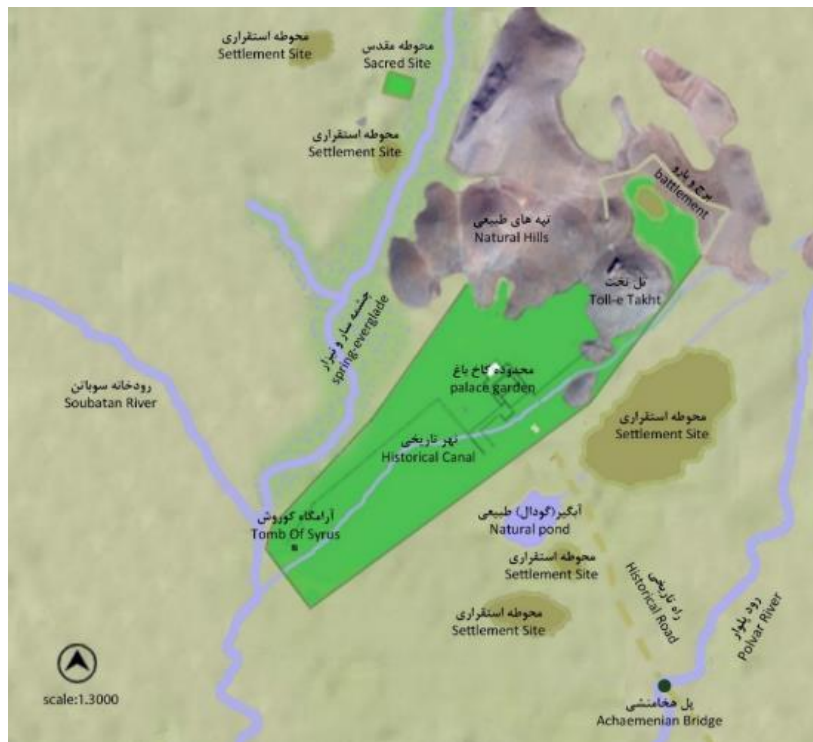 محوطه استقراری
Settlement Site
محوطه مقدس
Sacred Site
محوطه استقراری
Settlement Site
برج و بارو
battlement
تپه های طبیعی
Natural Hills
تل تخت
Toll-e Takht
چشمه سار و نیزار
spring-everglade
رودخانه سوباتن
Soubatan River
محدوده کاخ باغ
palace garden
محوطه استقراری
Settlement Site
نهر تاریخی
Historical Canal
آرامگاه کوروش
Tomb Of Syrus
آبگیر(گودال) طبیعی
Natural pond
محوطه استقراری
Settlement Site
راه تاریخی
Historical Road
رود پلوار
Polvar River
محوطه استقراری
Settlement Site
scale:1.3000
پل هخامنشی
Achaemenian Bridge